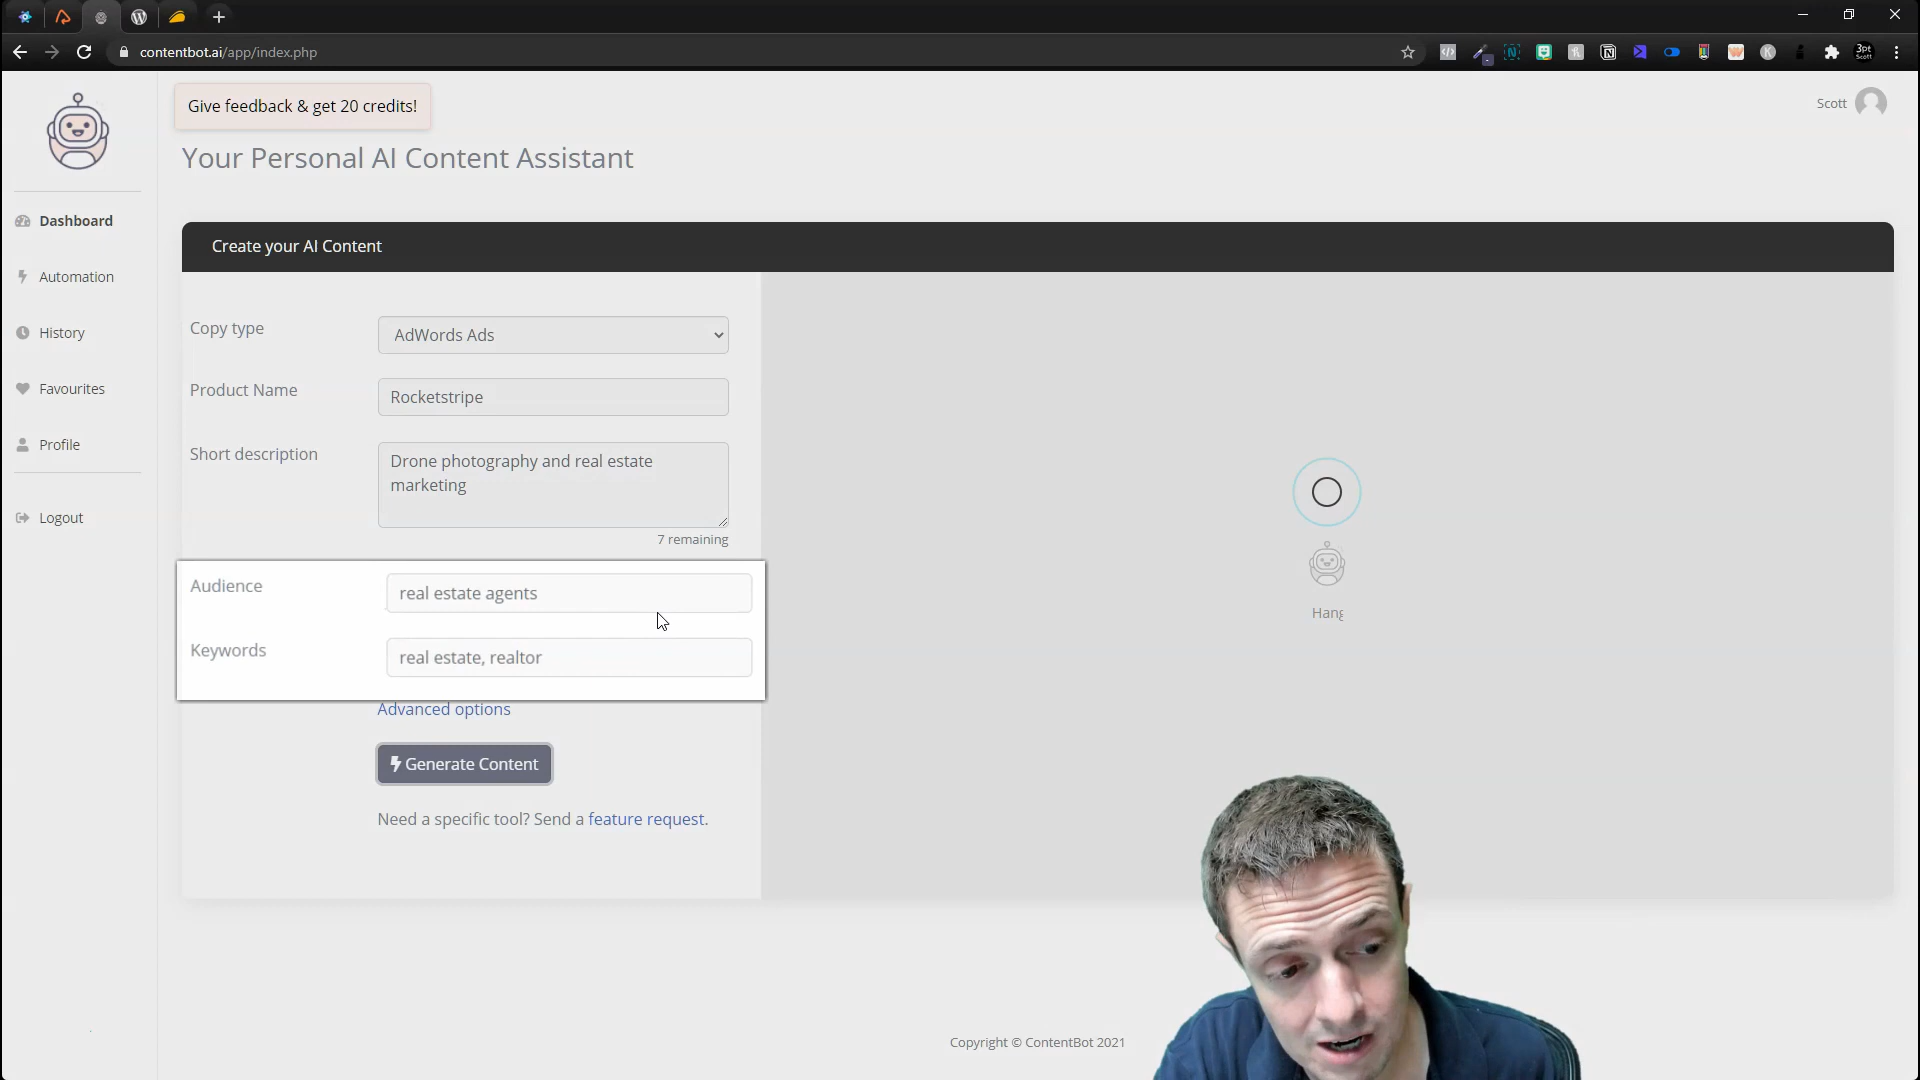 contentbot.ai/app/index.php
3pt
Scott
Give feedback & get 20 credits!
Scott
Your Personal AI Content Assistant
Dashboard
Automation
History
Favourites
Profile
Logout
Create your AI Content
Copy type
AdWords Ads
Product Name
Rocketstripe
Short description
Drone photography and real estate
marketing
7 remaining
Audience
real estate agents
Keywords
real estate, realtor
Advanced options
Generate Content
Need a specific tool? Send a feature request.
Hang
Copyright © ContentBot 2021